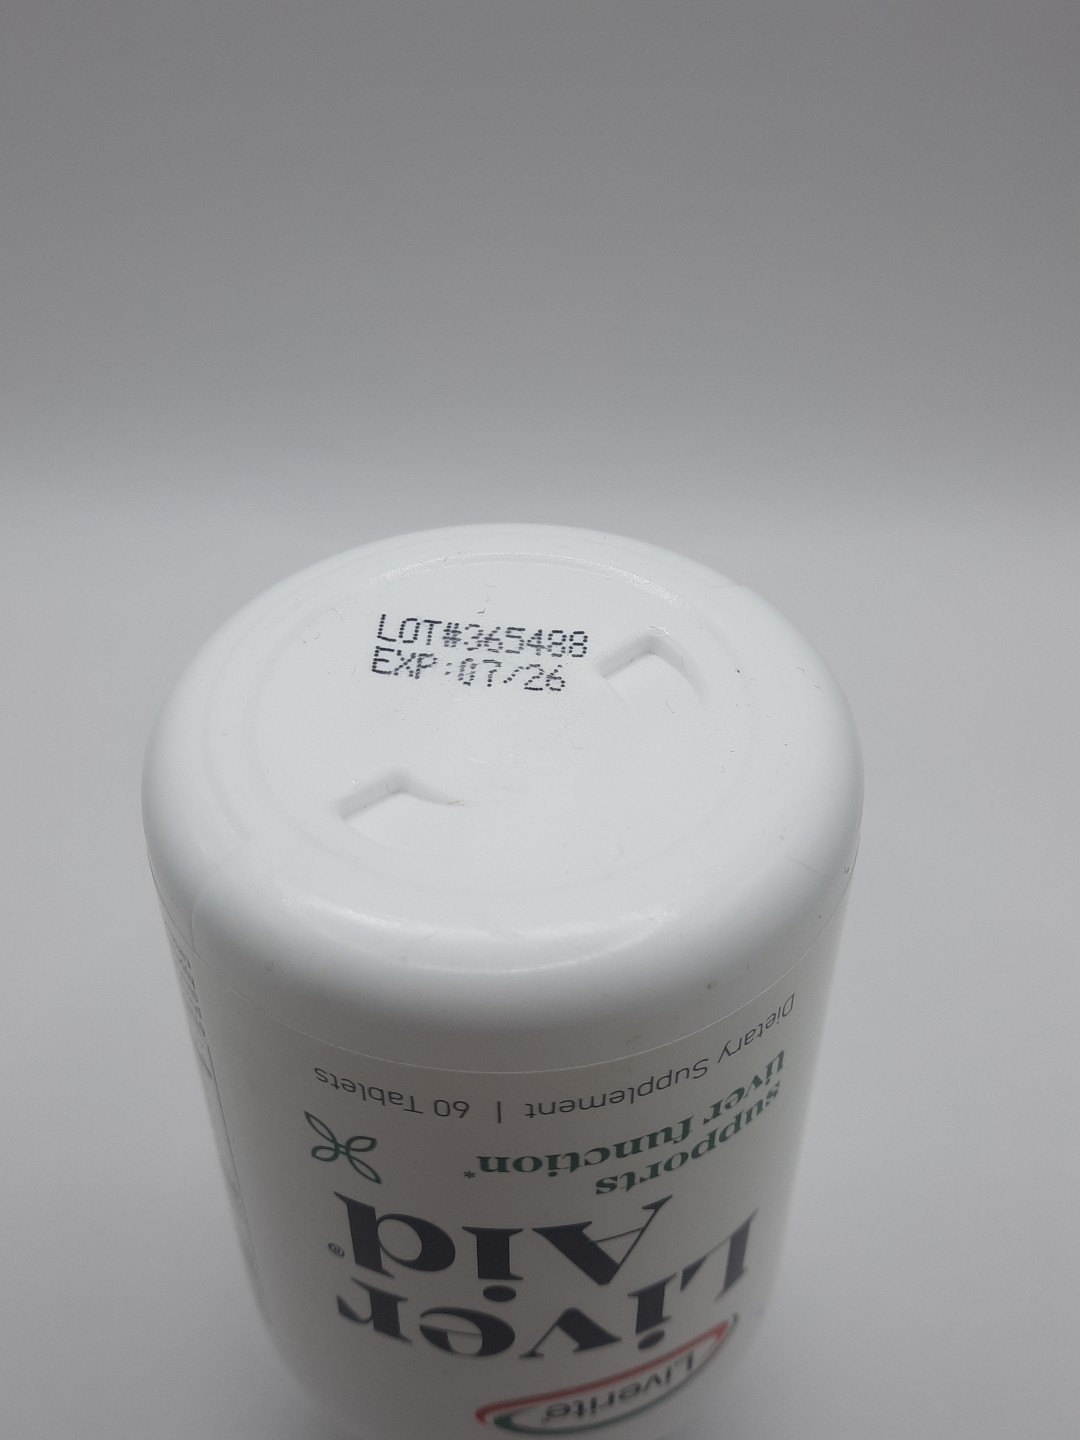 LOT#365488
EXP:07/26
Liverite
Liver
Aid®
supports
liver function*
Dietary Supplement | 60 Tablets